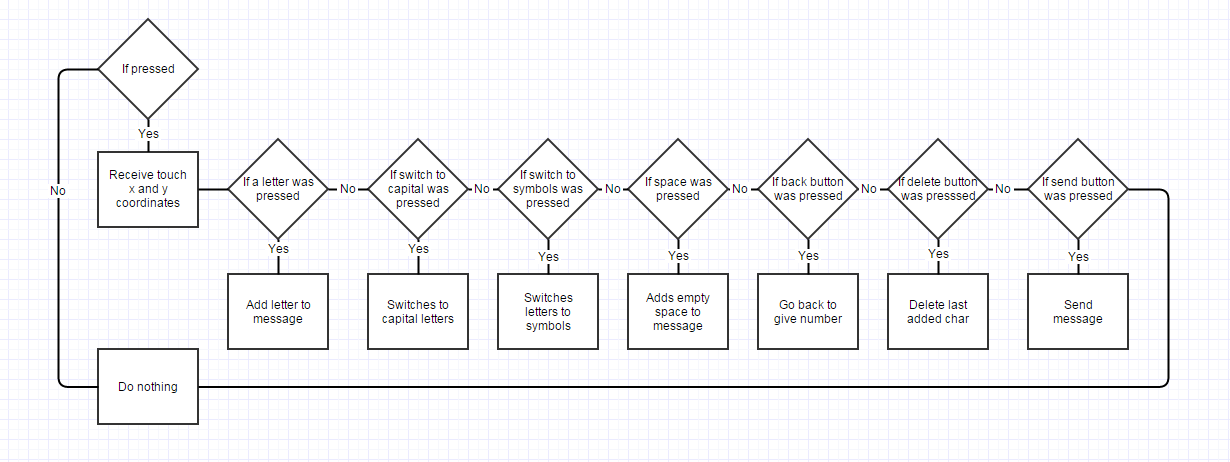 If pressed
Yes
No
Receive touch
x and y
coordinates
If a letter was
pressed
No
If switch to
capital was
pressed
No
If switch to
symbols was
pressed
No
If space was
pressed
No
If back button
was pressed
No
If delete button
was presssed
No
If send button
was pressed
Yes
Yes
Yes
Yes
Yes
Yes
Yes
Add letter to
message
Switches to
capital letters
Switches
letters to
symbols
Adds empty
space to
message
Go back to
give number
Delete last
added char
Send
message
Do nothing